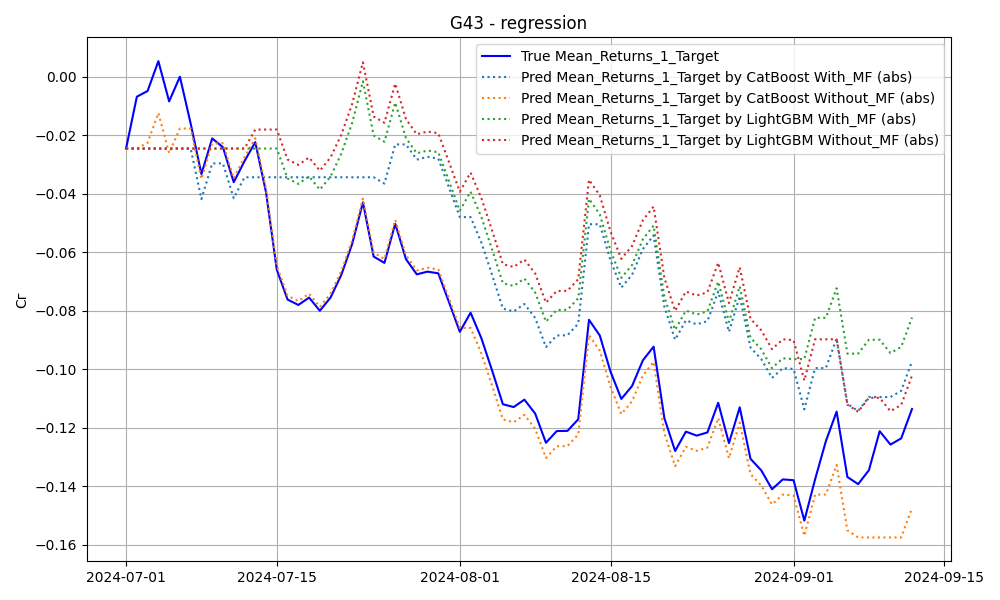 G43 - regression
True Mean_Returns_1_Target
Pred Mean_Returns_1_Target by CatBoost With_MF (abs)
Pred Mean_Returns_1_Target by CatBoost Without_MF (abs)
Pred Mean_Returns_1_Target by LightGBM With_MF (abs)
Pred Mean_Returns_1_Target by LightGBM Without_MF (abs)
Cr
0.00
−0.02
−0.04
−0.06
−0.08
−0.10
−0.12
−0.14
−0.16
2024-07-01 2024-07-15 2024-08-01 2024-08-15 2024-09-01 2024-09-15